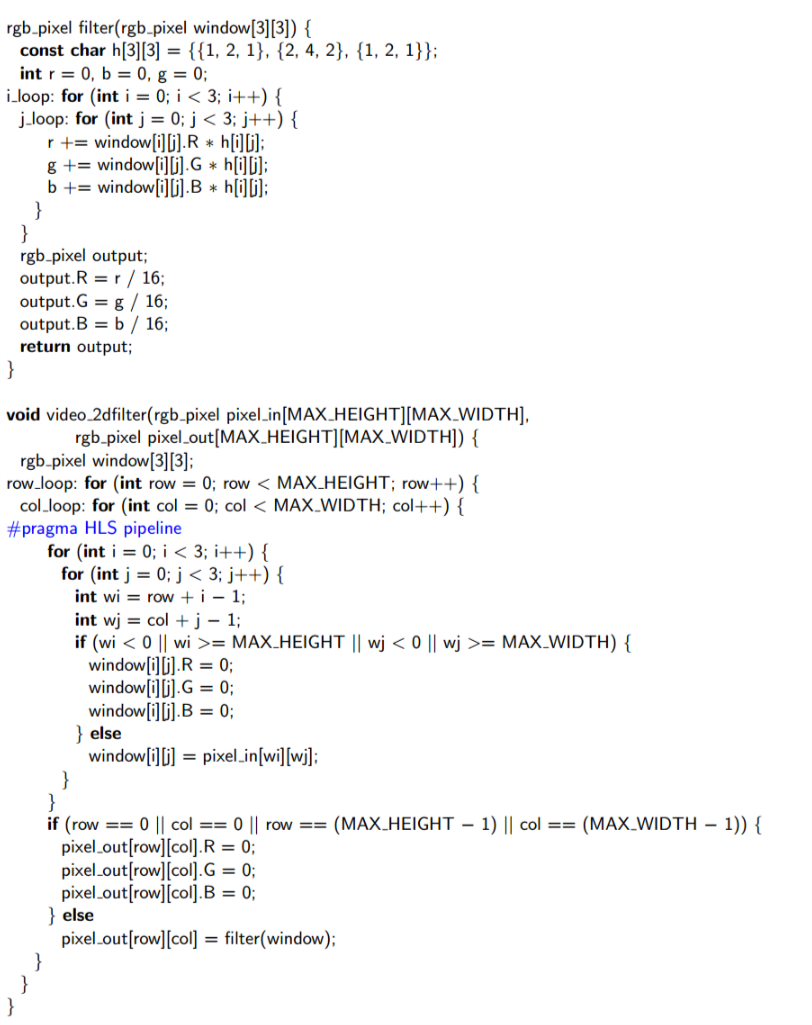 rgb_pixel filter(rgb_pixel window[3][3]) {
const char h[3][3] = {{1, 2, 1}, {2, 4, 2}, {1, 2, 1}};
int r = 0, b = 0, g = 0;
i_loop: for (int i = 0; i < 3; i++) {
j_loop: for (int j = 0; j < 3; j++) {
r += window[i][j].R * h[i][j];
g += window[i][j].G * h[i][j];
b += window[i][j].B * h[i][j];
}
}
rgb_pixel output;
output.R = r / 16;
output.G = g / 16;
output.B = b / 16;
return output;
}
void video_2dfilter(rgb_pixel pixel_in[MAX_HEIGHT][MAX_WIDTH],
rgb_pixel pixel_out[MAX_HEIGHT][MAX_WIDTH]) {
rgb_pixel window[3][3];
row_loop: for (int row = 0; row < MAX_HEIGHT; row++) {
col_loop: for (int col = 0; col < MAX_WIDTH; col++) {
#pragma HLS pipeline
for (int i = 0; i < 3; i++) {
for (int j = 0; j < 3; j++) {
int wi = row + i − 1;
int wj = col + j − 1;
if (wi < 0 || wi >= MAX_HEIGHT || wj < 0 || wj >= MAX_WIDTH) {
window[i][j].R = 0;
window[i][j].G = 0;
window[i][j].B = 0;
} else
window[i][j] = pixel_in[wi][wj];
}
}
if (row == 0 || col == 0 || row == (MAX_HEIGHT − 1) || col == (MAX_WIDTH − 1)) {
pixel_out[row][col].R = 0;
pixel_out[row][col].G = 0;
pixel_out[row][col].B = 0;
} else
pixel_out[row][col] = filter(window);
}
}
}